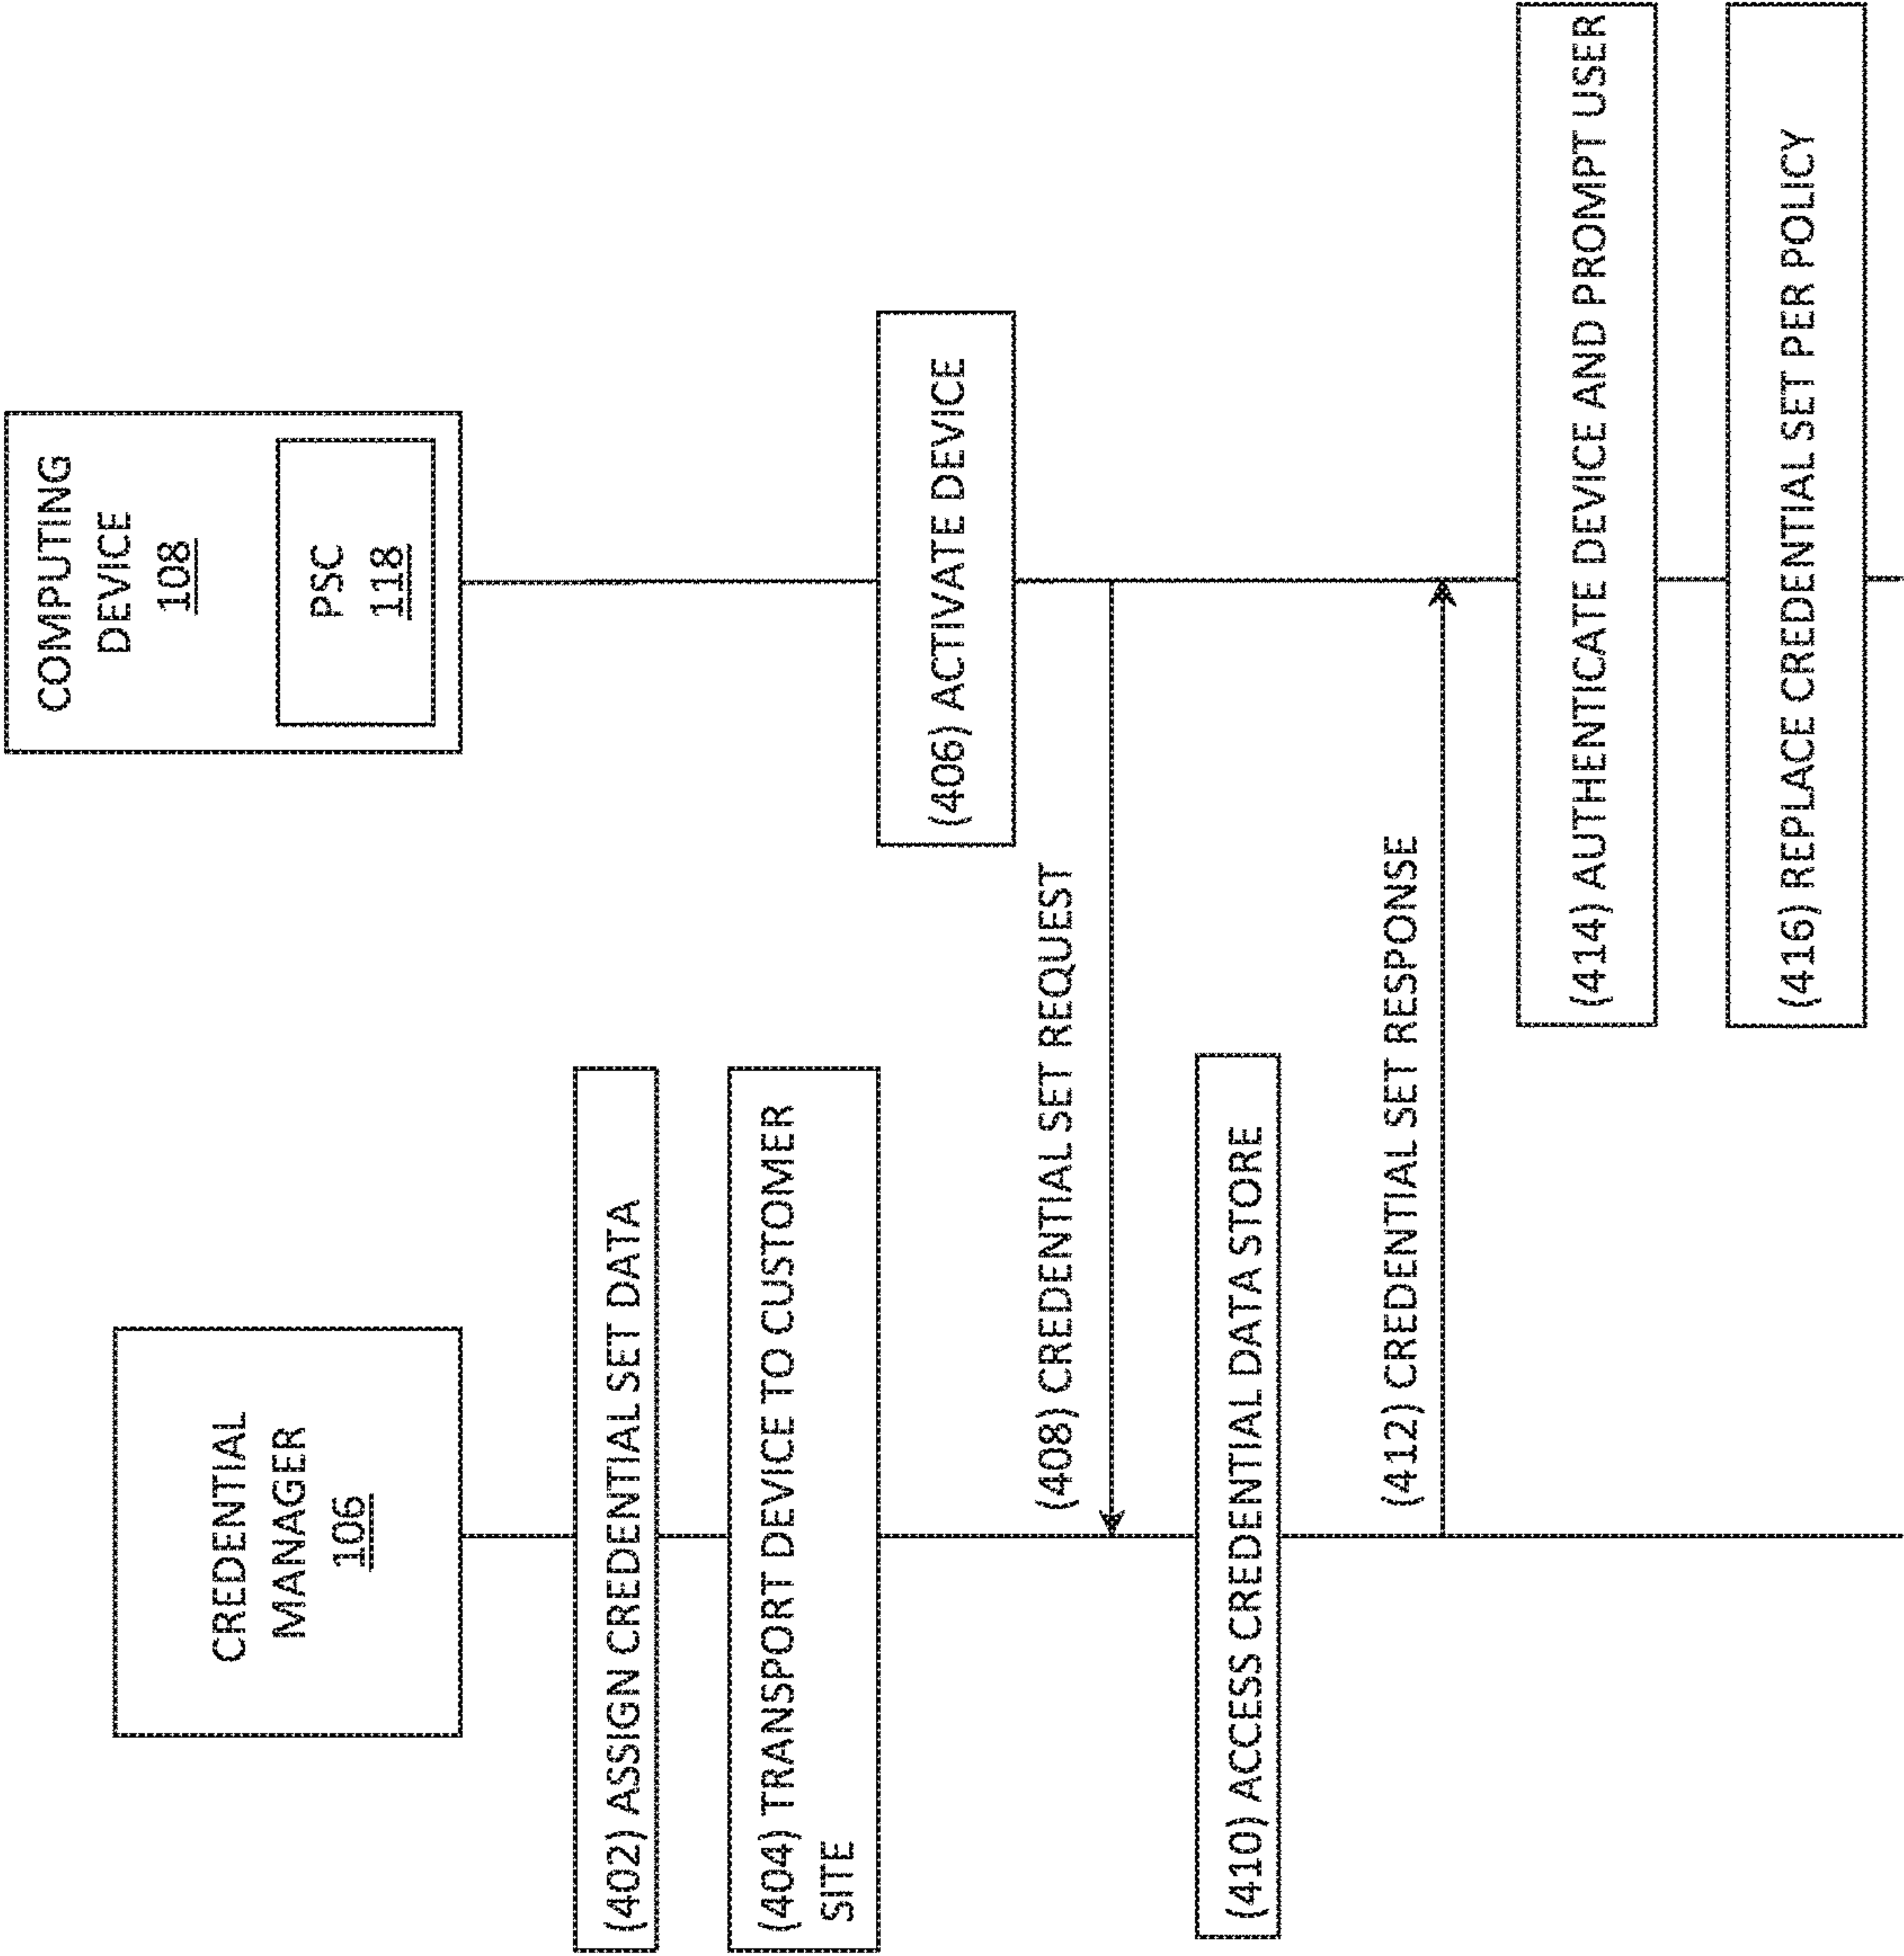 CREDENTIAL
MANAGER
106
COMPUTING
DEVICE
108
PSC
118
(402) ASSIGN CREDENTIAL SET DATA
(404) TRANSPORT DEVICE TO CUSTOMER
SITE
(406) ACTIVATE DEVICE
(408) CREDENTIAL SET REQUEST
(410) ACCESS CREDENTIAL DATA STORE
(412) CREDENTIAL SET RESPONSE
(414) AUTHENTICATE DEVICE AND PROMPT USER
(416) REPLACE CREDENTIAL SET PER POLICY